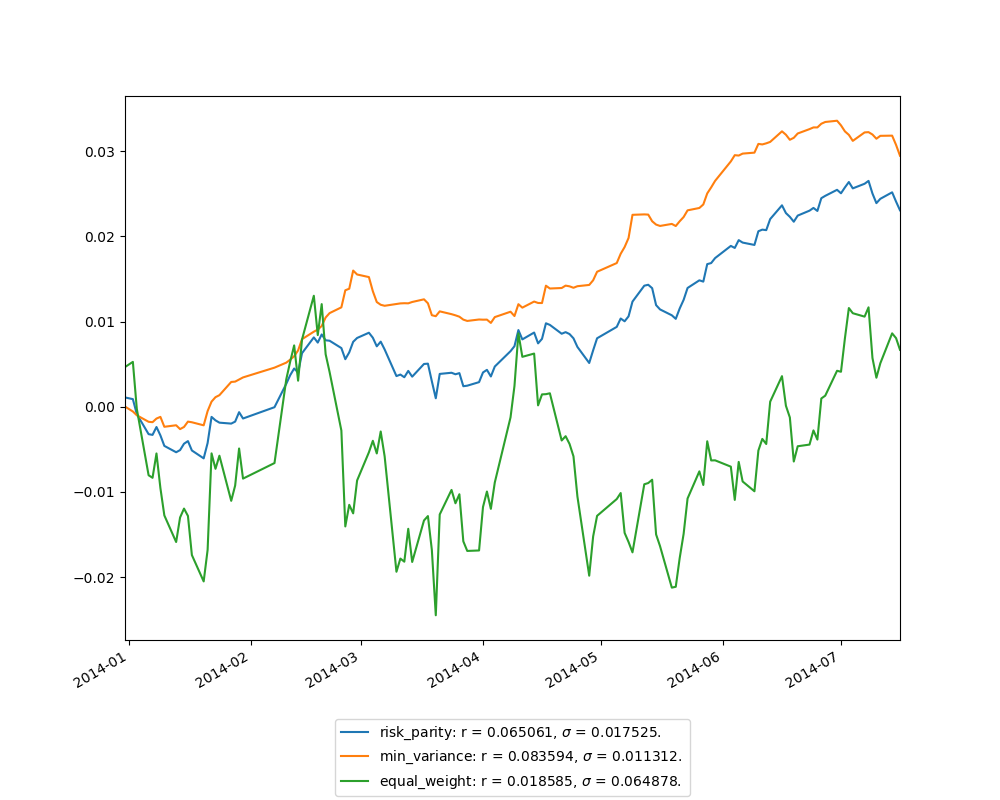 0.03
0.02
0.01
0.00
−0.01
−0.02
2014-01 2014-02 2014-03 2014-04 2014-05 2014-06 2014-07
risk_parity: r = 0.065061, σ = 0.017525.
min_variance: r = 0.083594, σ = 0.011312.
equal_weight: r = 0.018585, σ = 0.064878.